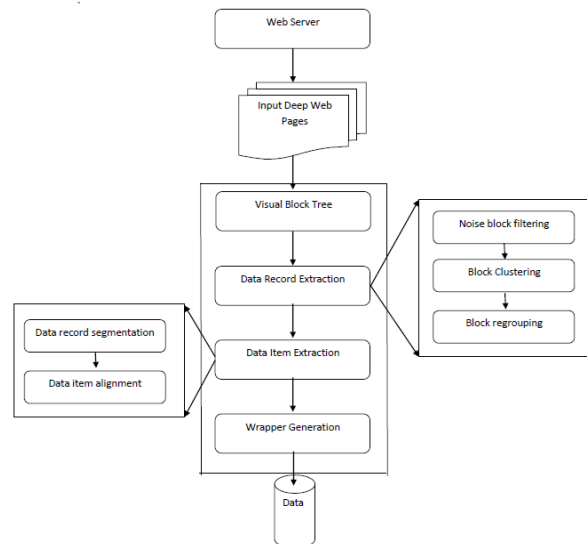 Web Server
Input Deep Web
Pages
Visual Block Tree
Noise block filtering
Data Record Extraction
Block Clustering
Block regrouping
Data record segmentation
Data Item Extraction
Data item alignment
Wrapper Generation
Data